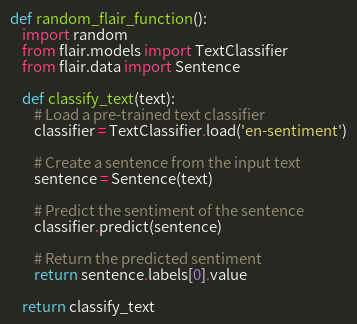 def random_flair_function():
    import random
    from flair.models import TextClassifier
    from flair.data import Sentence

    def classify_text(text):
        # Load a pre-trained text classifier
        classifier = TextClassifier.load('en-sentiment')

        # Create a sentence from the input text
        sentence = Sentence(text)

        # Predict the sentiment of the sentence
        classifier.predict(sentence)

        # Return the predicted sentiment
        return sentence.labels[0].value

    return classify_text